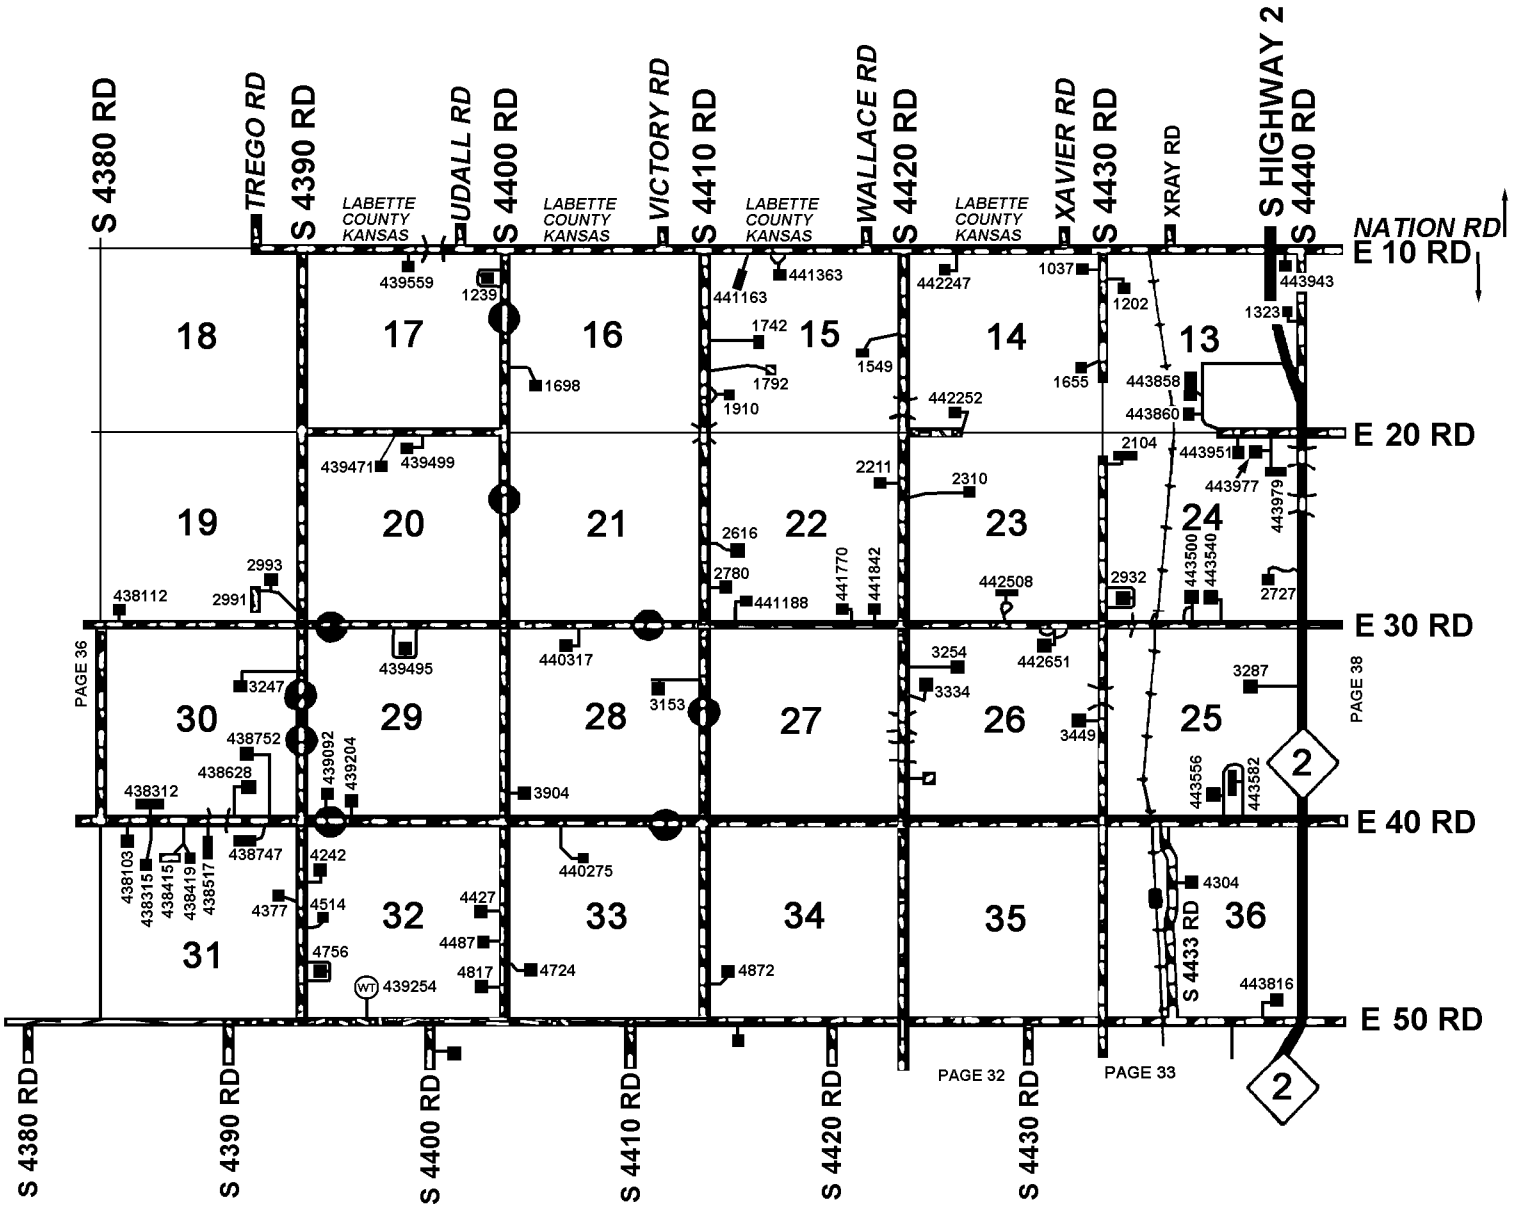 S 4380 RD
TREGO RD
S 4390 RD
UDALL RD
S 4400 RD
VICTORY RD
S 4410 RD
WALLACE RD
S 4420 RD
XAVIER RD
S 4430 RD
XRAY RD
S HIGHWAY 2
S 4440 RD
LABETTE
COUNTY
KANSAS
LABETTE
COUNTY
KANSAS
LABETTE
COUNTY
KANSAS
LABETTE
COUNTY
KANSAS
NATION RD
E 10 RD
439559
1239
441163
441363
442247
1037
1202
443943
1323
18
17
16
15
14
13
1742
1549
1698
1792
1910
1655
443858
442252
443860
E 20 RD
439471
439499
2211
2310
2104
443951
443977
443979
19
20
21
22
23
24
2616
2993
2991
2780
441188
441770
441842
442508
2932
443500
443540
2727
438112
E 30 RD
PAGE 36
439495
440317
442651
3254
3334
3247
3153
3287
PAGE 38
30
29
28
27
26
25
3449
438752
438628
439092
439204
438312
3904
443556
443582
2
E 40 RD
438103
438315
438415
438419
438517
438747
4242
4377
4514
440275
4304
4427
4487
31
32
33
34
35
36
4756
439254
WT
4817
4724
4872
S 4433 RD
443816
E 50 RD
PAGE 32
PAGE 33
2
S 4380 RD
S 4390 RD
S 4400 RD
S 4410 RD
S 4420 RD
S 4430 RD